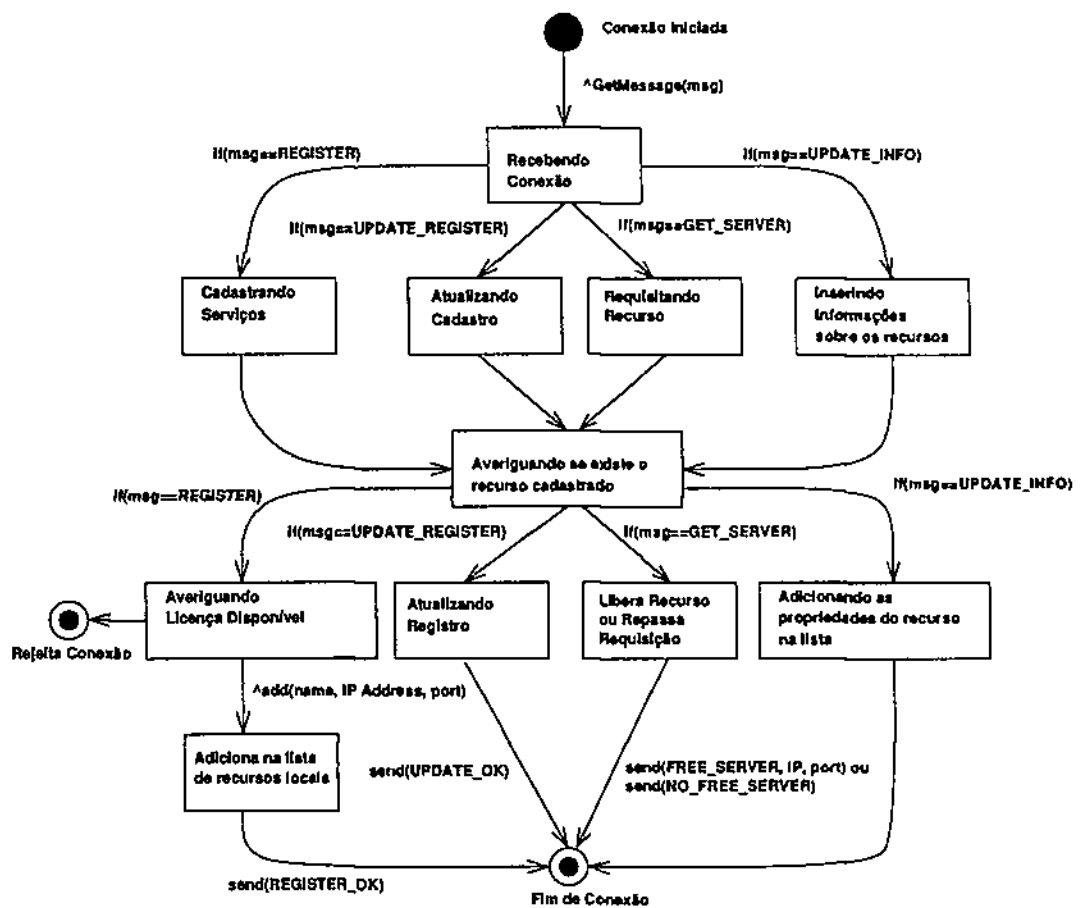 Conexão Iniciada
^GetMessage(msg)
if(msg==REGISTER)
Recebendo
Conexão
if(msg==UPDATE_INFO)
if(msg==UPDATE_REGISTER)
if(msg==GET_SERVER)
Cadastrando
Serviços
Atualizando
Cadastro
Requisitando
Recurso
Inserindo
Informações
sobre os recursos
Averiguando se existe o
recurso cadastrado
if(msg==REGISTER)
if(msg==UPDATE_INFO)
if(msg==UPDATE_REGISTER)
if(msg==GET_SERVER)
Averiguando
Licença Disponível
Atualizando
Registro
Libera Recurso
ou Repassa
Requisição
Adicionando as
propriedades do recurso
na lista
Rejeita Conexão
^add(name, IP Address, port)
Adiciona na lista
de recursos locais
send(UPDATE_OK)
send(FREE_SERVER, IP, port) ou
send(NO_FREE_SERVER)
send(REGISTER_OK)
Fim de Conexão